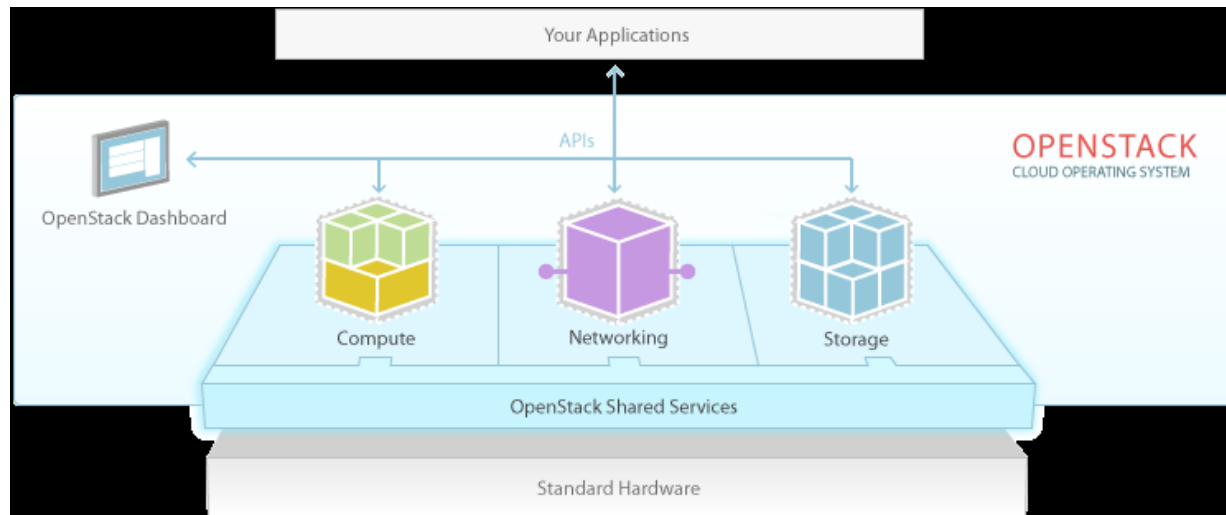 Your Applications
APIs
OPENSTACK
CLOUD OPERATING SYSTEM
OpenStack Dashboard
Compute
Networking
Storage
OpenStack Shared Services
Standard Hardware